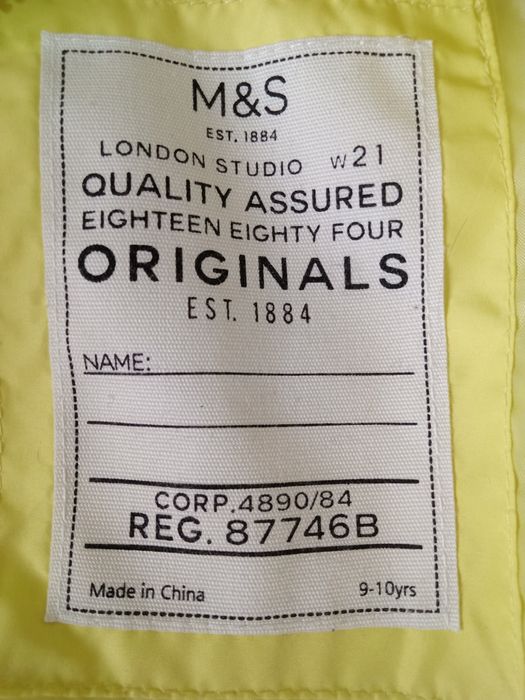 M&S
EST. 1884
LONDON STUDIO W21
QUALITY ASSURED
EIGHTEEN EIGHTY FOUR
ORIGINALS
EST. 1884
NAME:
CORP.4890/84
REG. 87746B
Made in China 9-10yrs